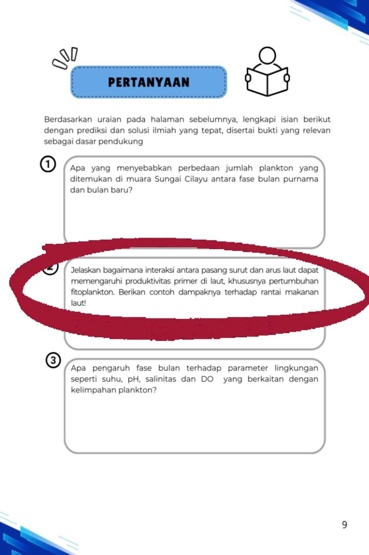 PERTANYAAN
Berdasarkan uraian pada halaman sebelumnya, lengkapi isian berikut
dengan prediksi dan solusi ilmiah yang tepat, disertai bukti yang relevan
sebagai dasar pendukung
1
Apa yang menyebabkan perbedaan jumlah plankton yang
ditemukan di muara Sungai Cilayu antara fase bulan purnama
dan bulan baru?
2
Jelaskan bagaimana interaksi antara pasang surut dan arus laut dapat
memengaruhi produktivitas primer di laut, khususnya pertumbuhan
fitoplankton. Berikan contoh dampaknya terhadap rantai makanan
laut!
3
Apa pengaruh fase bulan terhadap parameter lingkungan
seperti suhu, pH, salinitas dan DO yang berkaitan dengan
kelimpahan plankton?
9